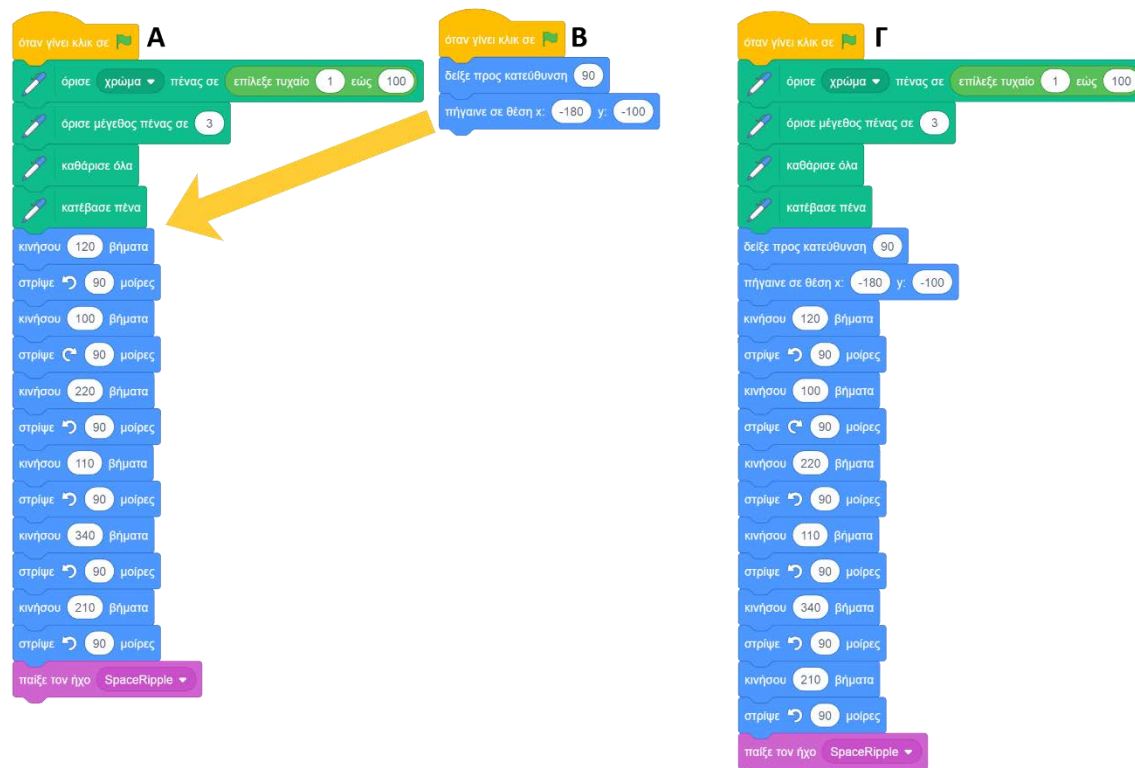 όταν γίνει κλικ σε A
όρισε χρώμα πένας σε επίλεξε τυχαίο 1 εώς 100
όρισε μέγεθος πένας σε 3
καθάρισε όλα
κατέβασε πένα
κινήσου 120 βήματα
στρίψε 90 μοίρες
κινήσου 100 βήματα
στρίψε 90 μοίρες
κινήσου 220 βήματα
στρίψε 90 μοίρες
κινήσου 110 βήματα
στρίψε 90 μοίρες
κινήσου 340 βήματα
στρίψε 90 μοίρες
κινήσου 210 βήματα
στρίψε 90 μοίρες
παίξε τον ήχο SpaceRipple
όταν γίνει κλικ σε B
δείξε προς κατεύθυνση 90
πήγαινε σε θέση x: -180 y: -100
όταν γίνει κλικ σε Γ
όρισε χρώμα πένας σε επίλεξε τυχαίο 1 εώς 100
όρισε μέγεθος πένας σε 3
καθάρισε όλα
κατέβασε πένα
δείξε προς κατεύθυνση 90
πήγαινε σε θέση x: -180 y: -100
κινήσου 120 βήματα
στρίψε 90 μοίρες
κινήσου 100 βήματα
στρίψε 90 μοίρες
κινήσου 220 βήματα
στρίψε 90 μοίρες
κινήσου 110 βήματα
στρίψε 90 μοίρες
κινήσου 340 βήματα
στρίψε 90 μοίρες
κινήσου 210 βήματα
στρίψε 90 μοίρες
παίξε τον ήχο SpaceRipple